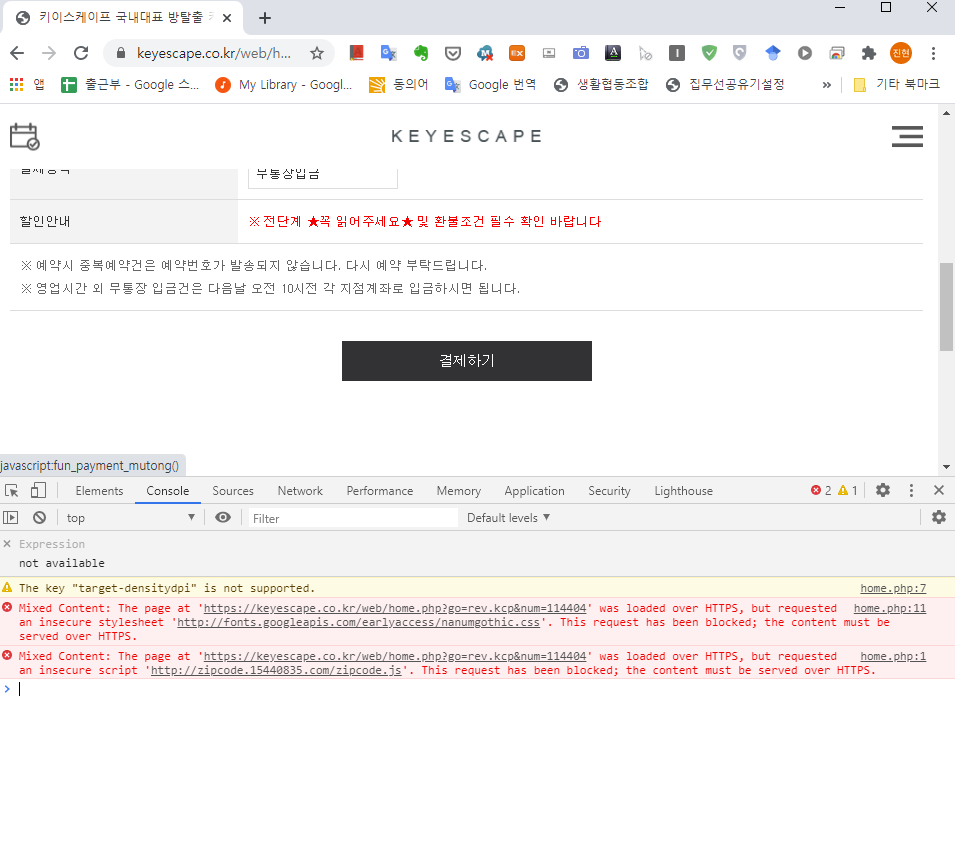 키이스케이프 국내대표 방탈출
keyescape.co.kr/web/h...
진현
앱
출근부 - Google 스...
My Library - Googl...
동의어
Google 번역
생활협동조합
집무선공유기설정
»
기타 북마크
KEYESCAPE
무통장입금
할인안내
※ 전단계 ★꼭 읽어주세요★ 및 환불조건 필수 확인 바랍니다
※ 예약시 중복예약건은 예약번호가 발송되지 않습니다. 다시 예약 부탁드립니다.
※ 영업시간 외 무통장 입금건은 다음날 오전 10시전 각 지점계좌로 입금하시면 됩니다.
결제하기
javascript:fun_payment_mutong()
Elements Console Sources Network Performance Memory Application Security Lighthouse 2 1
top Filter Default levels
Expression
not available
The key "target-densitydpi" is not supported. home.php:7
Mixed Content: The page at 'https://keyescape.co.kr/web/home.php?go=rev.kcp&num=114404' was loaded over HTTPS, but requested home.php:11
an insecure stylesheet 'http://fonts.googleapis.com/earlyaccess/nanumgothic.css'. This request has been blocked; the content must be
served over HTTPS.
Mixed Content: The page at 'https://keyescape.co.kr/web/home.php?go=rev.kcp&num=114404' was loaded over HTTPS, but requested home.php:1
an insecure script 'http://zipcode.15440835.com/zipcode.js'. This request has been blocked; the content must be served over HTTPS.